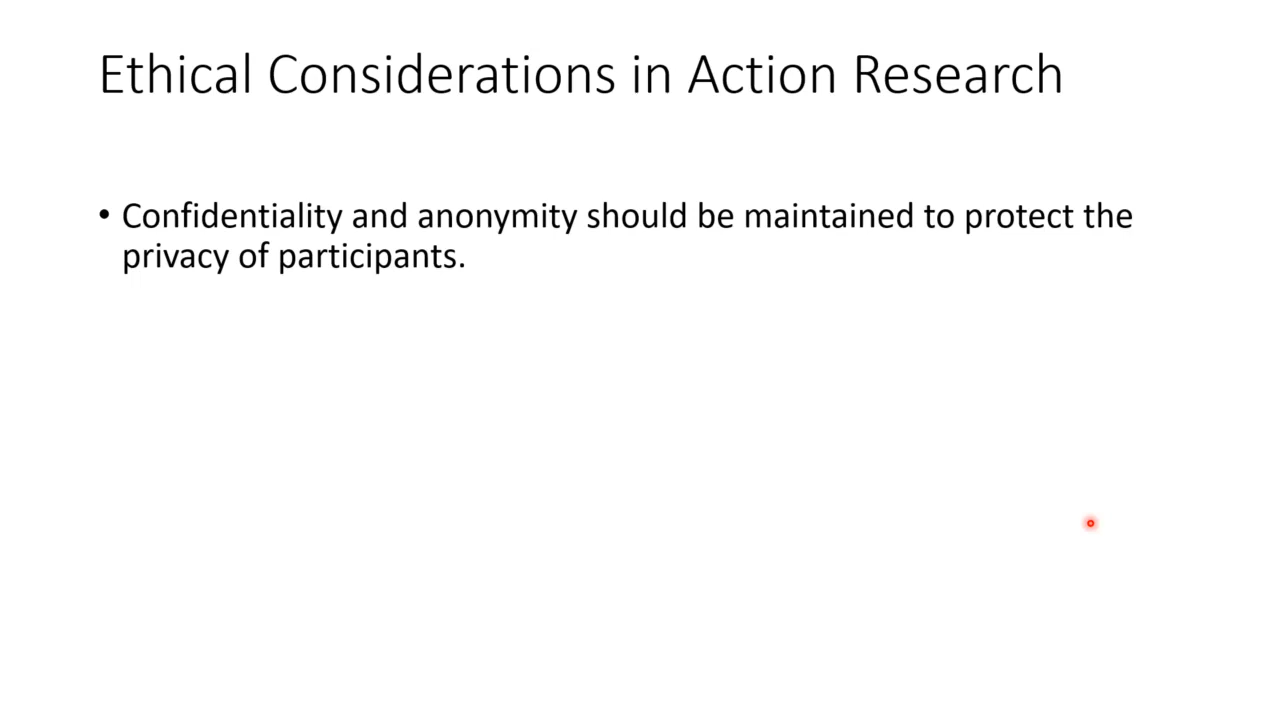 Ethical Considerations in Action Research
• Confidentiality and anonymity should be maintained to protect the
privacy of participants.